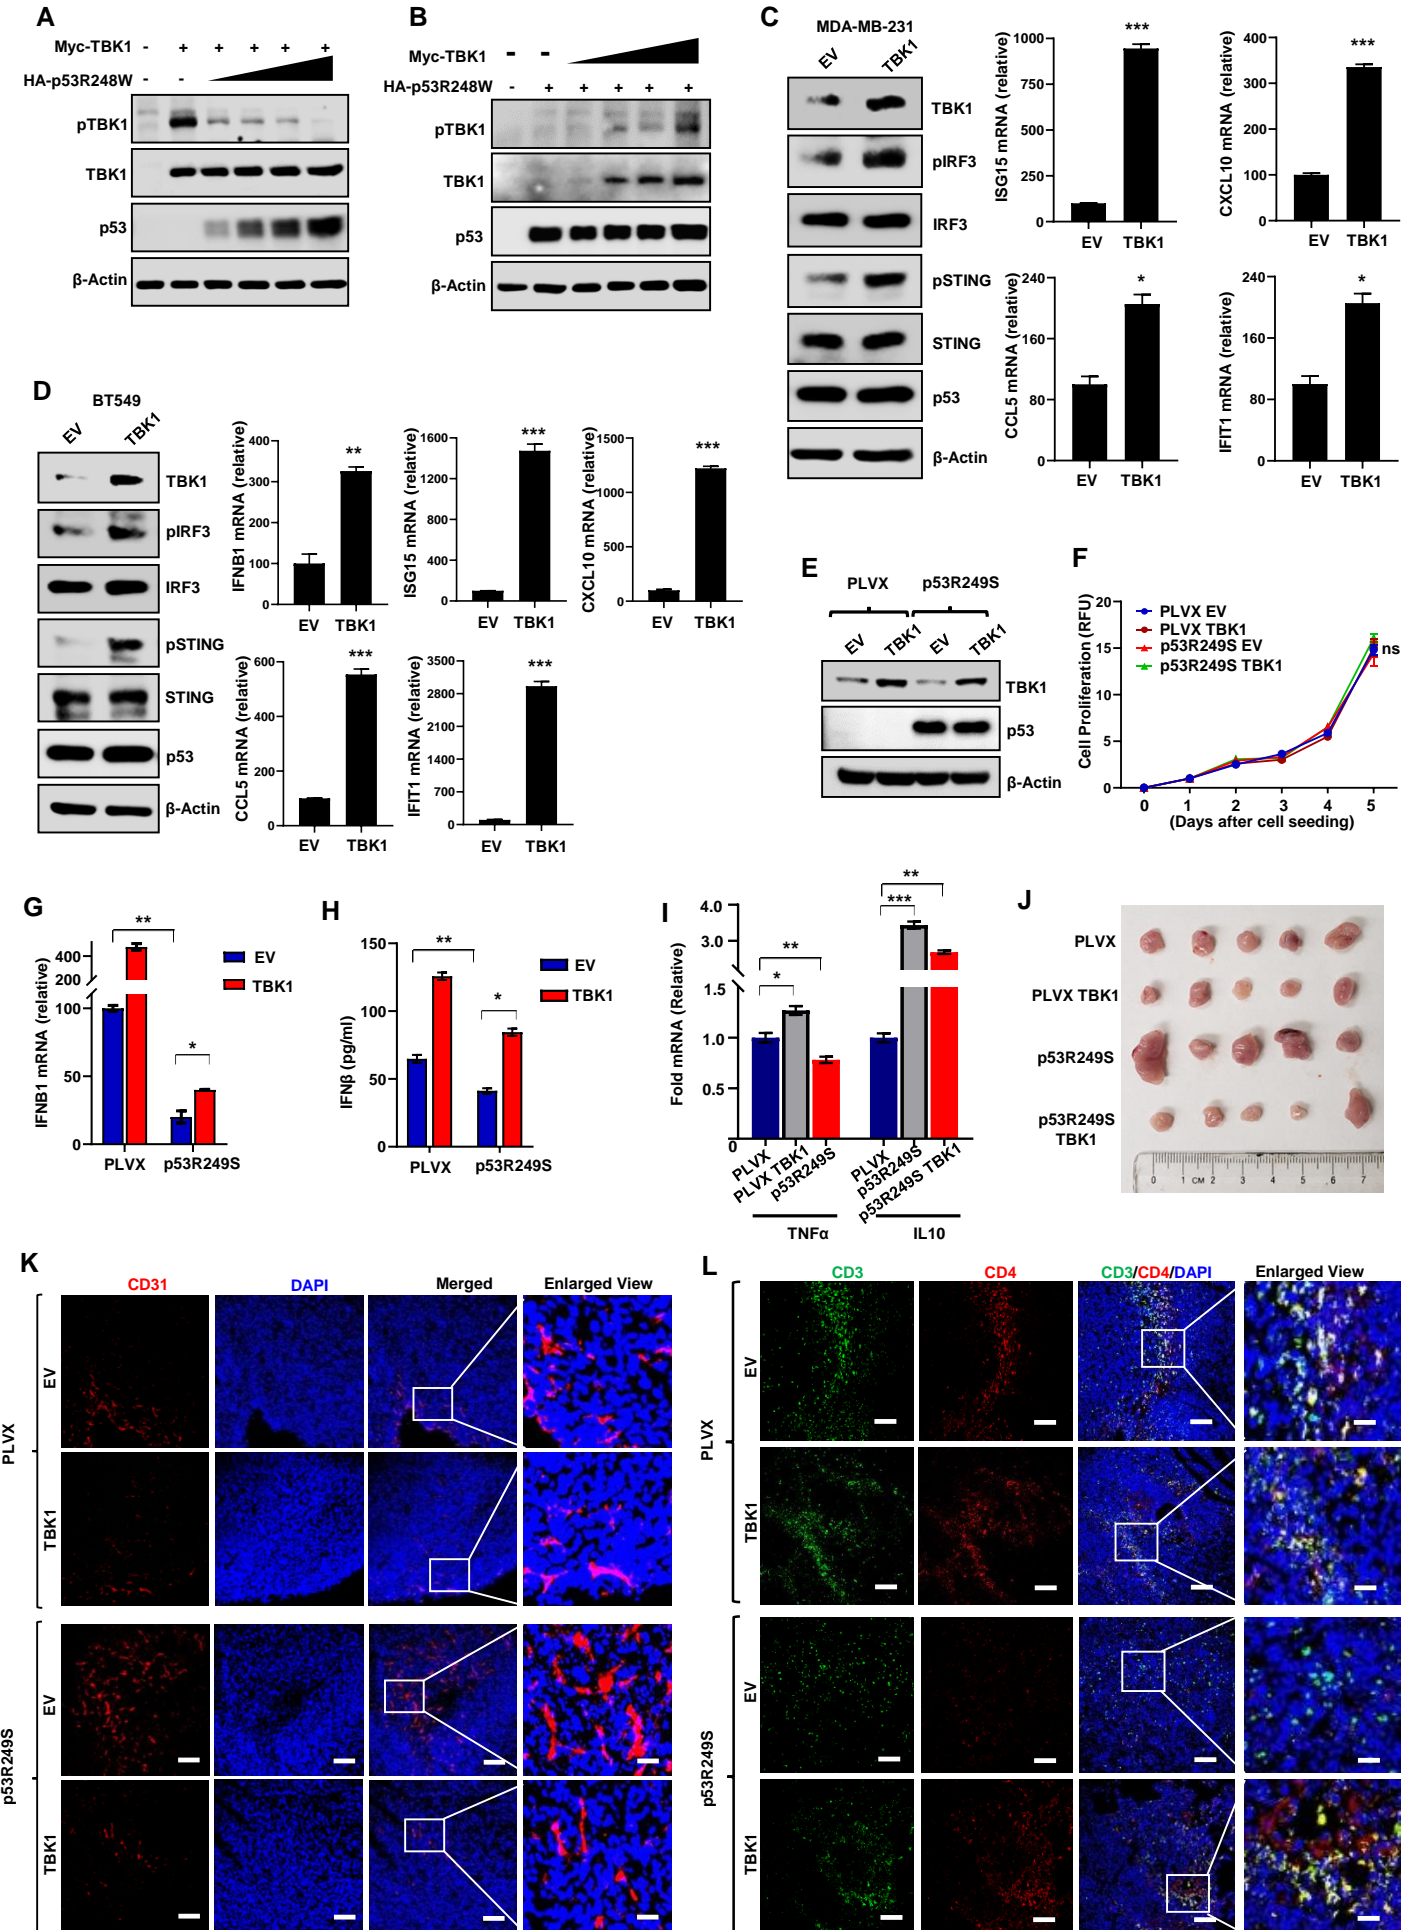 A
Myc-TBK1 - + + + + +
HA-p53R248W - -
pTBK1
TBK1
p53
β-Actin
B
Myc-TBK1 - -
HA-p53R248W - + + + + +
pTBK1
TBK1
p53
β-Actin
C
MDA-MB-231
EV TBK1
TBK1
pIRF3
IRF3
pSTING
STING
p53
β-Actin
ISG15 mRNA (relative)
1000
750
500
250
0
***
EV TBK1
CXCL10 mRNA (relative)
400
300
200
100
0
***
EV TBK1
CCL5 mRNA (relative)
240
160
80
0
*
EV TBK1
IFIT1 mRNA (relative)
240
160
80
0
*
EV TBK1
D
BT549
EV TBK1
TBK1
pIRF3
IRF3
pSTING
STING
p53
β-Actin
IFNB1 mRNA (relative)
400
300
200
100
0
**
EV TBK1
ISG15 mRNA (relative)
1600
1200
800
400
0
***
EV TBK1
CXCL10 mRNA (relative)
1500
1000
500
0
***
EV TBK1
CCL5 mRNA (relative)
600
400
200
0
***
EV TBK1
IFIT1 mRNA (relative)
3500
2800
2100
1400
700
0
***
EV TBK1
E
PLVX p53R249S
EV TBK1 EV TBK1
TBK1
p53
β-Actin
F
Cell Proliferation (RFU)
20
15
10
5
0
PLVX EV
PLVX TBK1
p53R249S EV
p53R249S TBK1
ns
0 1 2 3 4 5
(Days after cell seeding)
G
IFNB1 mRNA (relative)
400
200
100
50
0
**
*
EV
TBK1
PLVX p53R249S
H
IFNβ (pg/ml)
150
100
50
0
**
*
EV
TBK1
PLVX p53R249S
I
Fold mRNA (Relative)
4.0
3.0
1.5
1.0
0.5
0
**
*
**
***
PLVX
PLVX TBK1
p53R249S
PLVX
p53R249S
p53R249S TBK1
TNFα IL10
J
PLVX
PLVX TBK1
p53R249S
p53R249S
TBK1
0 1 CM 2 3 4 5 6 7
K
CD31 DAPI Merged Enlarged View
PLVX
EV
TBK1
p53R249S
EV
TBK1
L
CD3 CD4 CD3/CD4/DAPI Enlarged View
PLVX
EV
TBK1
p53R249S
EV
TBK1